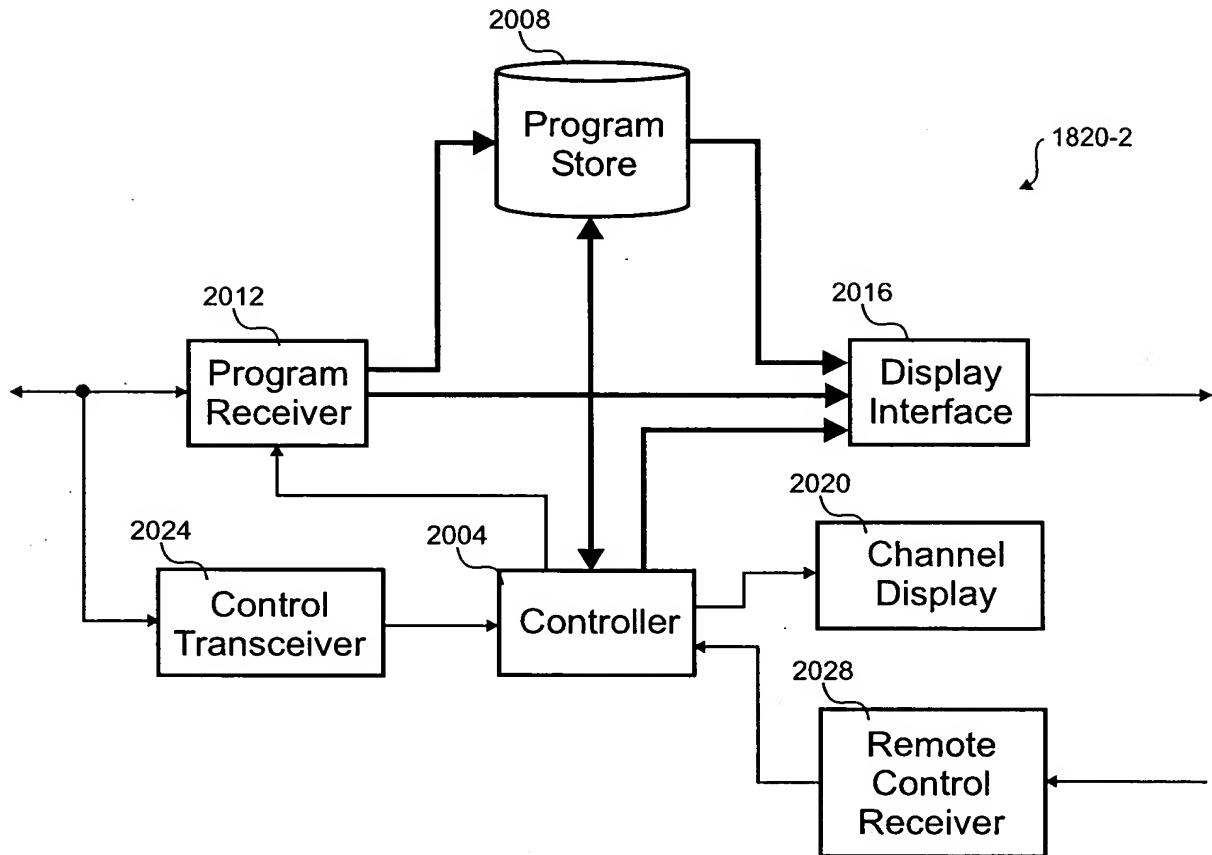 2008
Program
Store
1820-2
2012
Program
Receiver
2016
Display
Interface
2024
Control
Transceiver
2004
Controller
2020
Channel
Display
2028
Remote
Control
Receiver